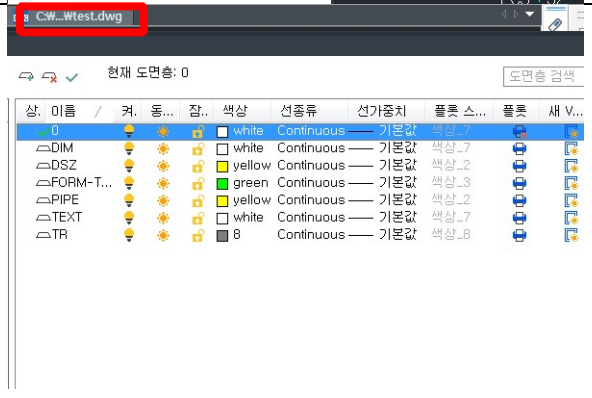 C:₩...₩test.dwg
현재 도면층: 0
도면층 검색
상. 이름 / 켜. 동... 잠.. 색상 선종류 선가중치 플롯 스... 플롯 새 V...
0 white Continuous 기본값 색상_7
DIM white Continuous 기본값 색상_7
DSZ yellow Continuous 기본값 색상_2
FORM-T... green Continuous 기본값 색상_3
PIPE yellow Continuous 기본값 색상_2
TEXT white Continuous 기본값 색상_7
TR 8 Continuous 기본값 색상_8